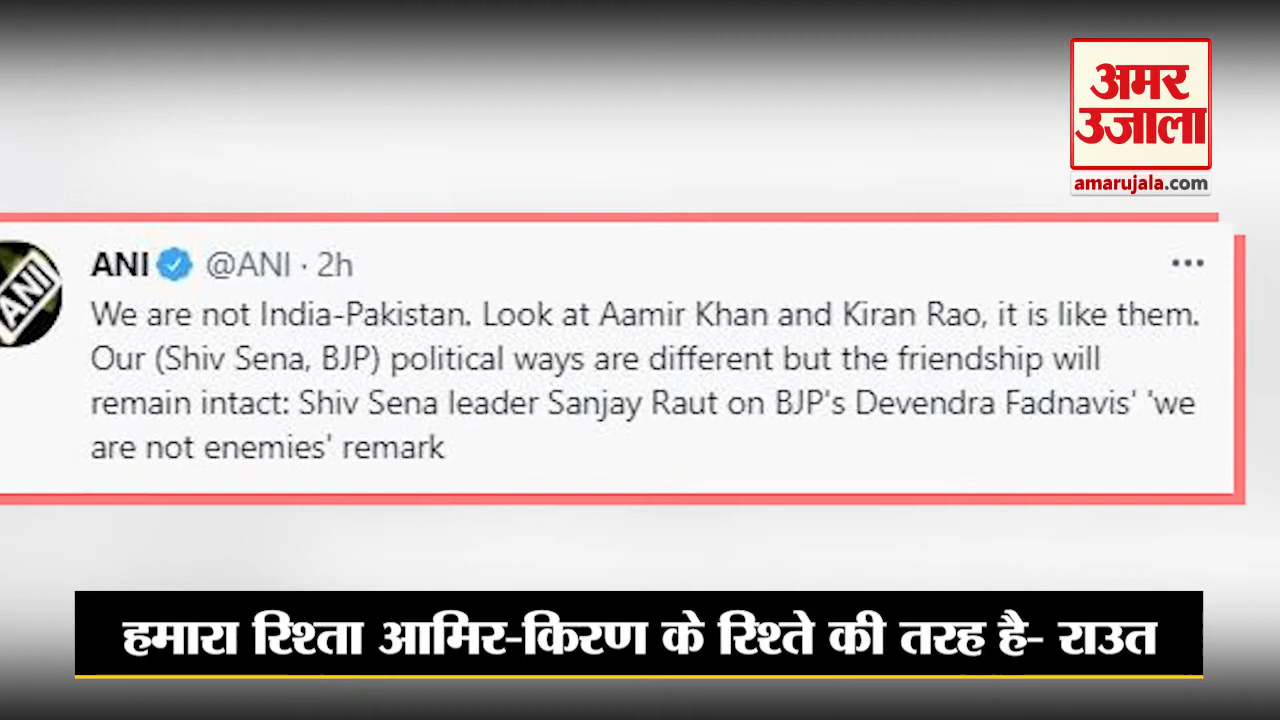 अमर
उजाला
amarujala.com
ANI @ANI · 2h
ANI
We are not India-Pakistan. Look at Aamir Khan and Kiran Rao, it is like them.
Our (Shiv Sena, BJP) political ways are different but the friendship will
remain intact: Shiv Sena leader Sanjay Raut on BJP's Devendra Fadnavis' 'we
are not enemies' remark
हमारा रिश्ता आमिर-किरण के रिश्ते की तरह है- राउत